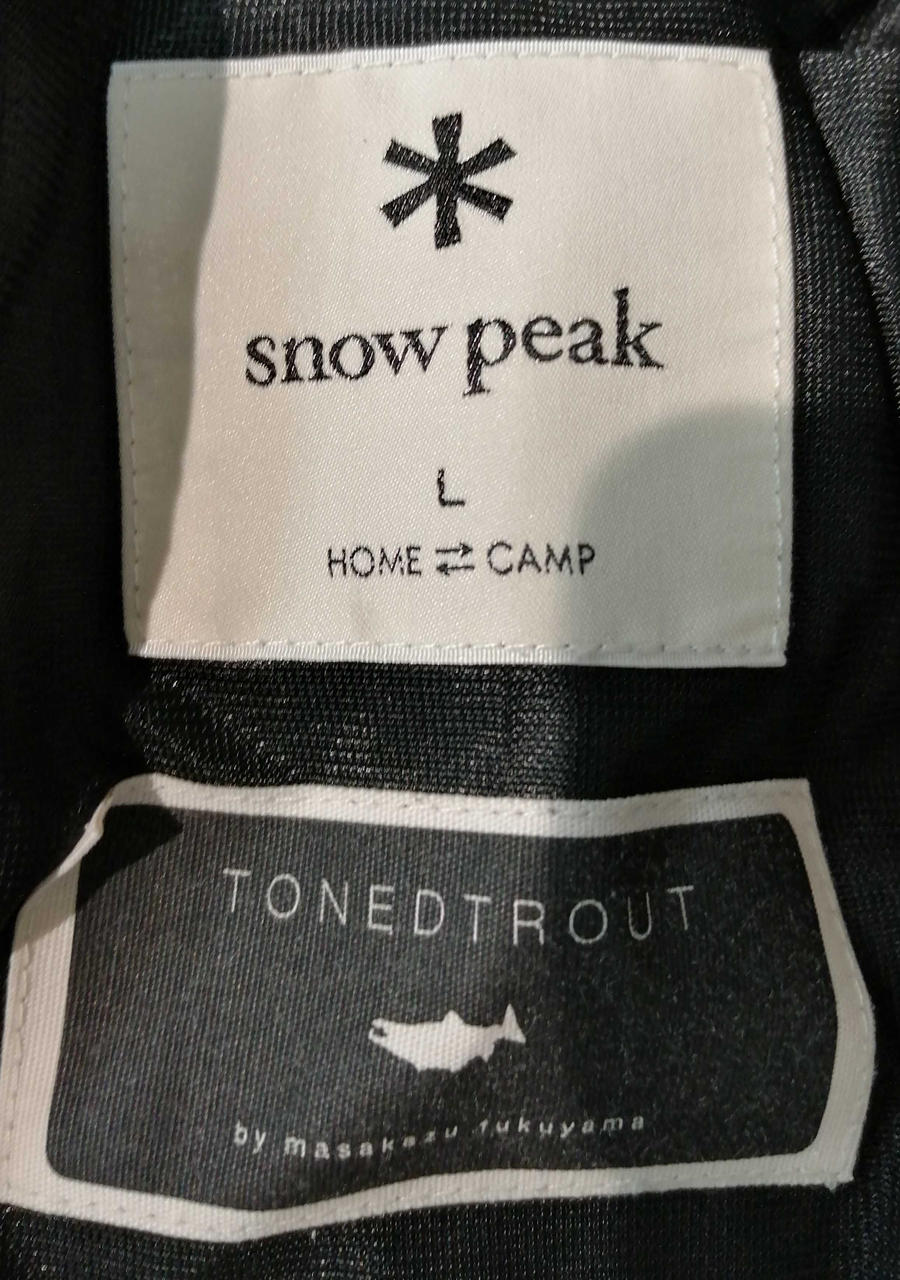 snow peak
L
HOME ⇄ CAMP
TONEDTROUT
by masakazu fukuyama